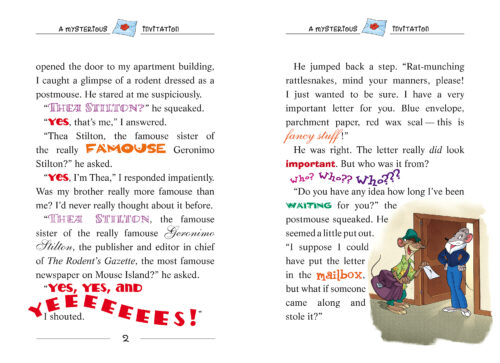 A MYSTERIOUS INVITATION
opened the door to my apartment building,
I caught a glimpse of a rodent dressed as a
postmouse. He stared at me suspiciously.
“THEA STILTON?” he squeaked.
“YES, that’s me,” I answered.
“Thea Stilton, the famous sister of
the really FAMOUSE Geronimo
Stilton?” he asked.
“YES, I’m Thea,” I responded impatiently.
Was my brother really more famouse than
me? I’d never really thought about it before.
“THEA STILTON, the famouse
sister of the really famouse Geronimo
Stilton, the publisher and editor in chief
of The Rodent’s Gazette, the most famouse
newspaper on Mouse Island?” he asked.
“YES, YES, AND
YEEEEEEES!”
I shouted.
2
A MYSTERIOUS INVITATION
He jumped back a step. “Rat-munching
rattlesnakes, mind your manners, please!
I just wanted to be sure. I have a very
important letter for you. Blue envelope,
parchment paper, red wax seal — this is
fancy stuff!”
He was right. The letter really did look
important. But who was it from?
Who? Who?? Who???
“Do you have any idea how long I’ve been
WAITING for you?” the
postmouse squeaked. He
seemed a little put out.
“I suppose I could
have put the letter
in the mailbox,
but what if someone
came along and
stole it?”